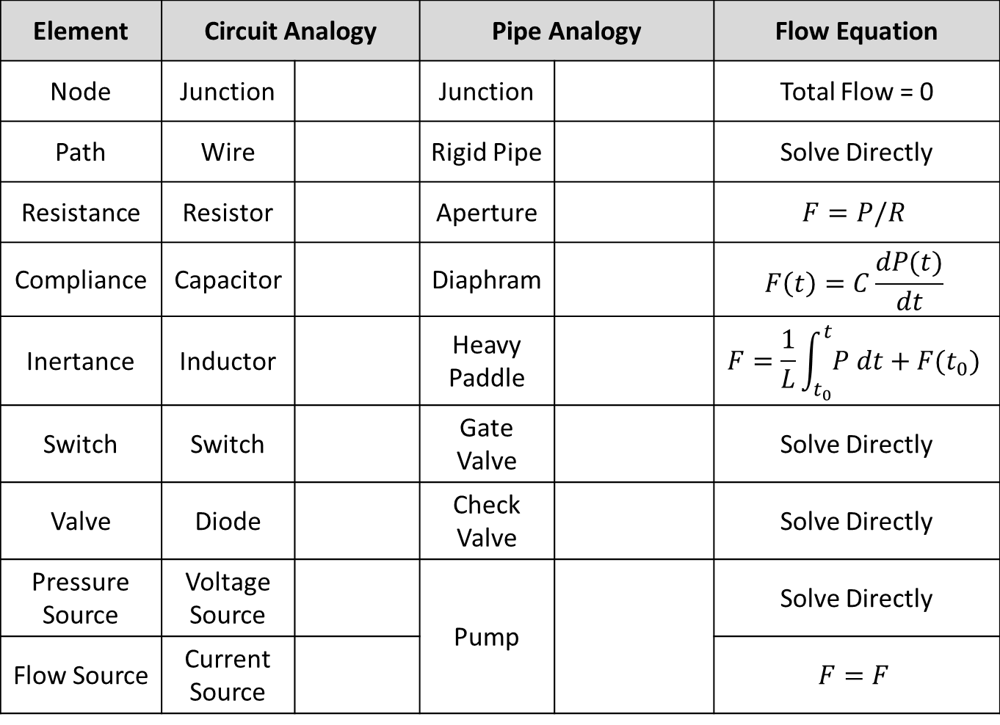 Element Circuit Analogy Pipe Analogy Flow Equation
Node Junction Junction Total Flow = 0
Path Wire Rigid Pipe Solve Directly
Resistance Resistor Aperture F = P/R
Compliance Capacitor Diaphram F(t) = C dP(t)/dt
Inertance Inductor Heavy
Paddle F = 1/L ∫_{t_0}^{t} P dt + F(t_0)
Switch Switch Gate
Valve Solve Directly
Valve Diode Check
Valve Solve Directly
Pressure
Source Voltage
Source Pump Solve Directly
Flow Source Current
Source F = F